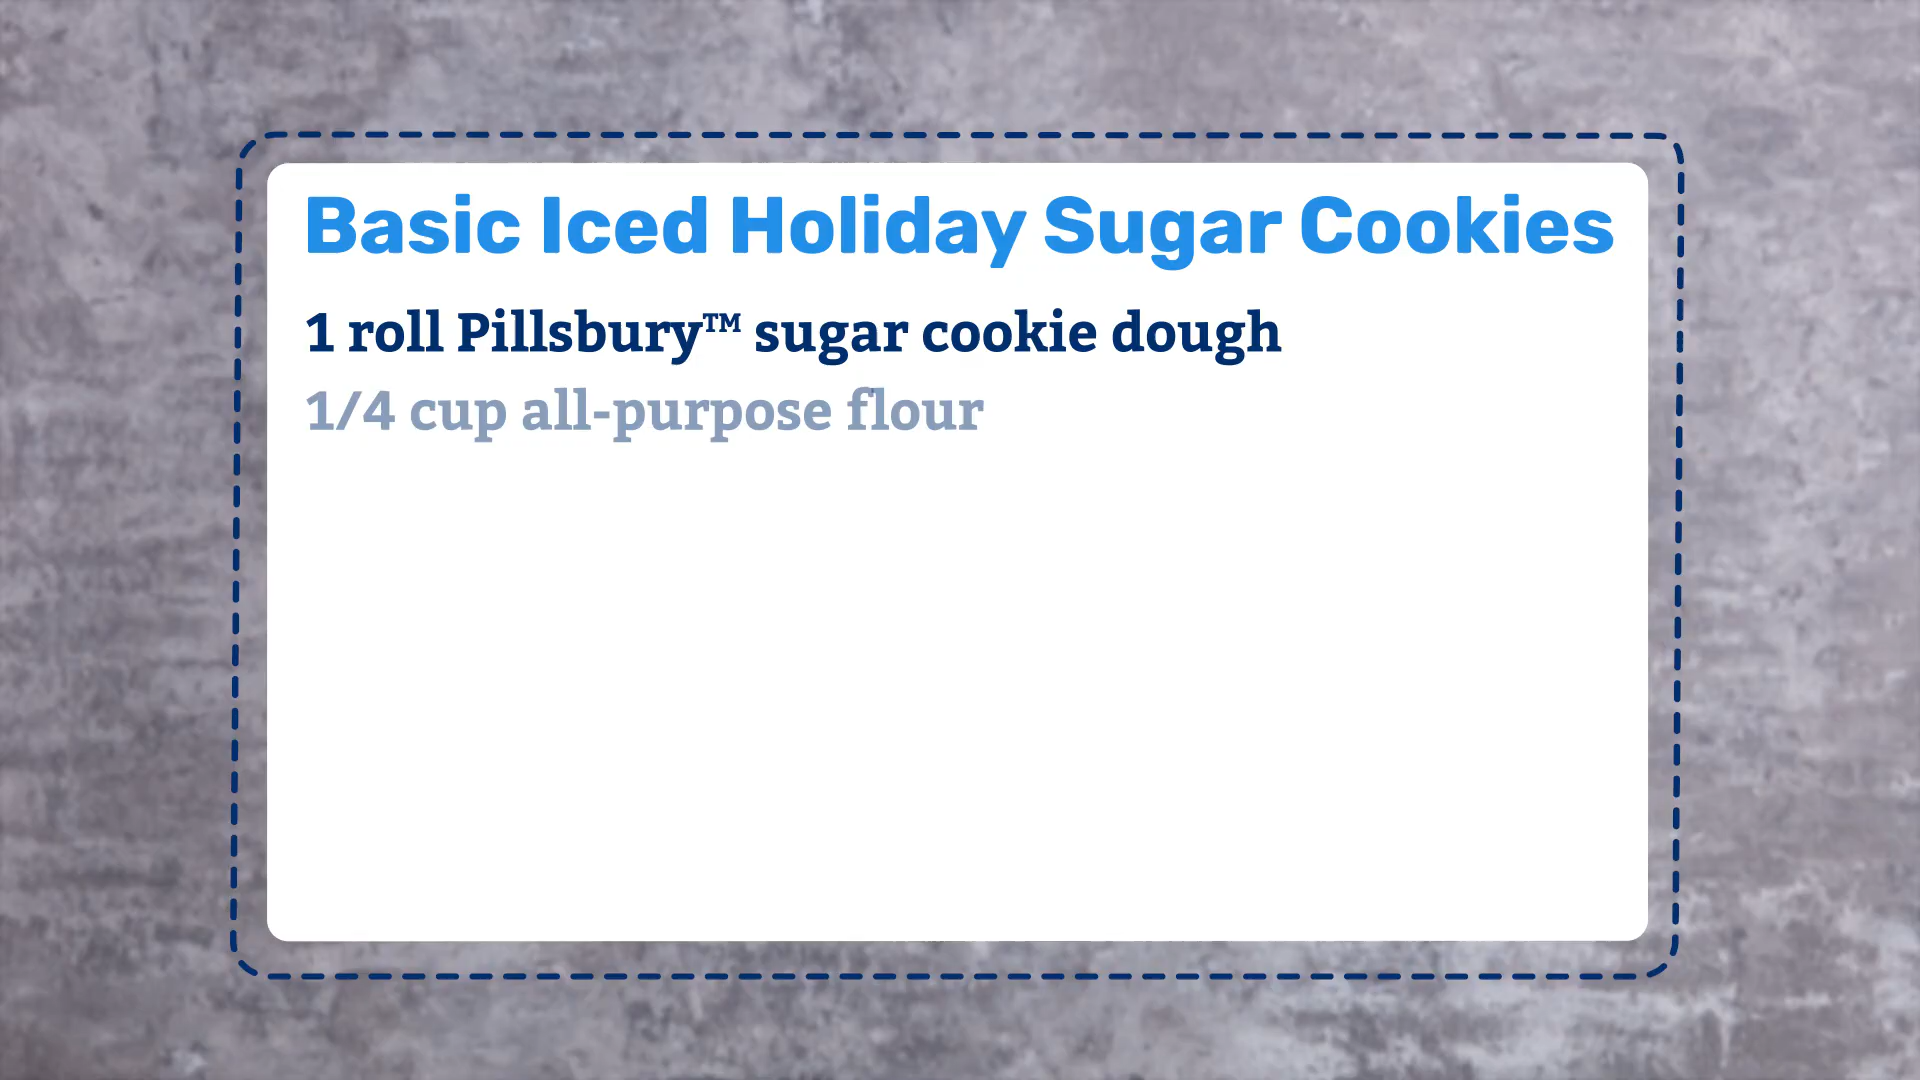 Basic Iced Holiday Sugar Cookies
1 roll Pillsbury™ sugar cookie dough
1/4 cup all-purpose flour